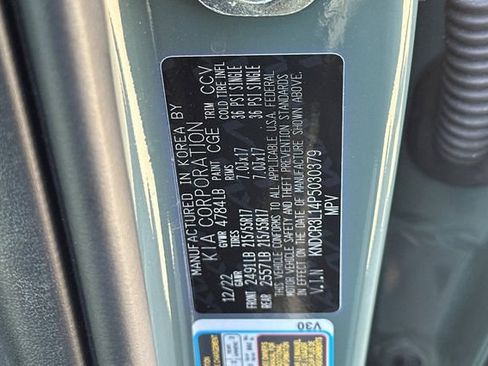 MANUFACTURED IN KOREA BY
KIA CORPORATION
12/22 GVWR 4784LB PAINT CGE TRIM CCV
GAWR TIRES RIMS COLD TIRE INFL
FRONT 2491LB 215/55R17 7.0Jx17 36 PSI SINGLE
REAR 2557LB 215/55R17 7.0Jx17 36 PSI SINGLE
THIS VEHICLE CONFORMS TO ALL APPLICABLE U.S.A FEDERAL
MOTOR VEHICLE SAFETY AND THEFT PREVENTION STANDARDS
IN EFFECT ON THE DATE OF MANUFACTURE SHOWN ABOVE.
V.I.N KNDCR3L14P5030379
MPV
V30